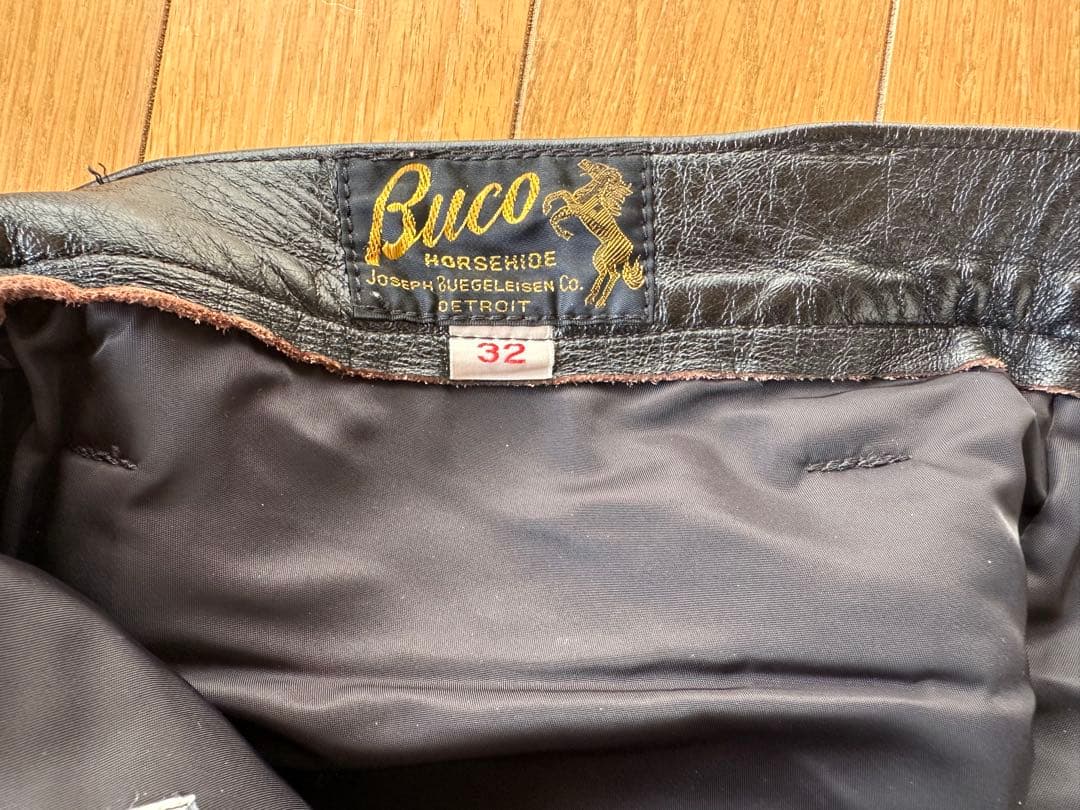 Buco
HORSEHIDE
JOSEPH BUEGELEISEN CO.
DETROIT
32